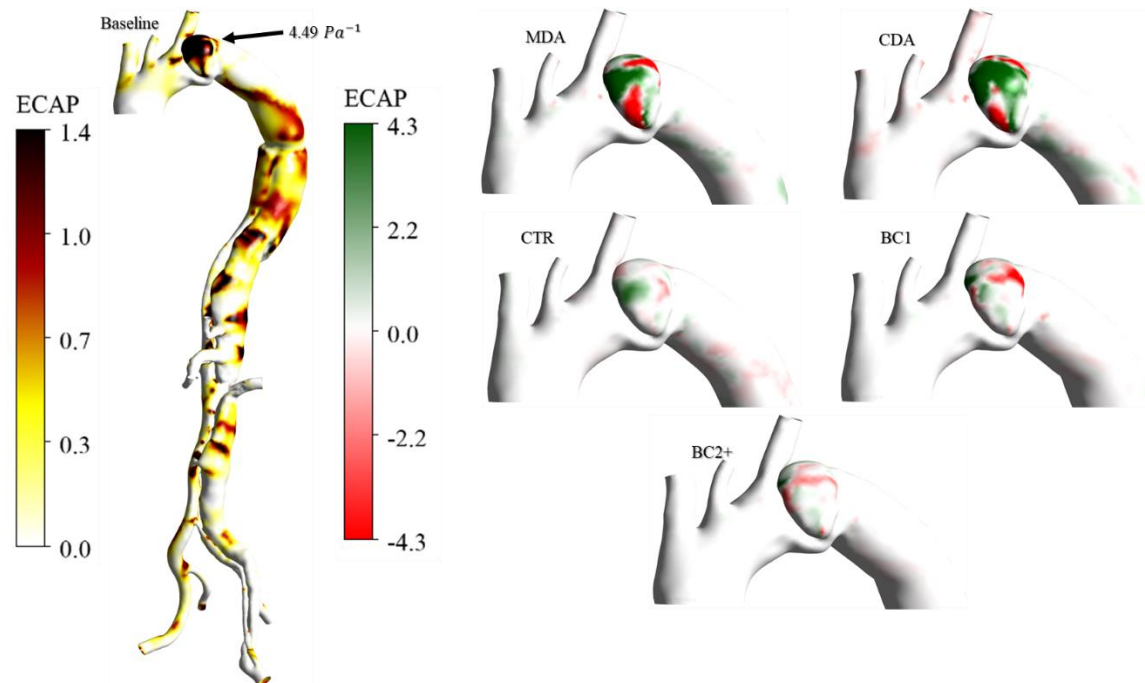 Baseline
4.49 Pa⁻¹
ECAP
1.4
1.0
0.7
0.3
0.0
ECAP
4.3
2.2
0.0
-2.2
-4.3
MDA
CDA
CTR
BC1
BC2+